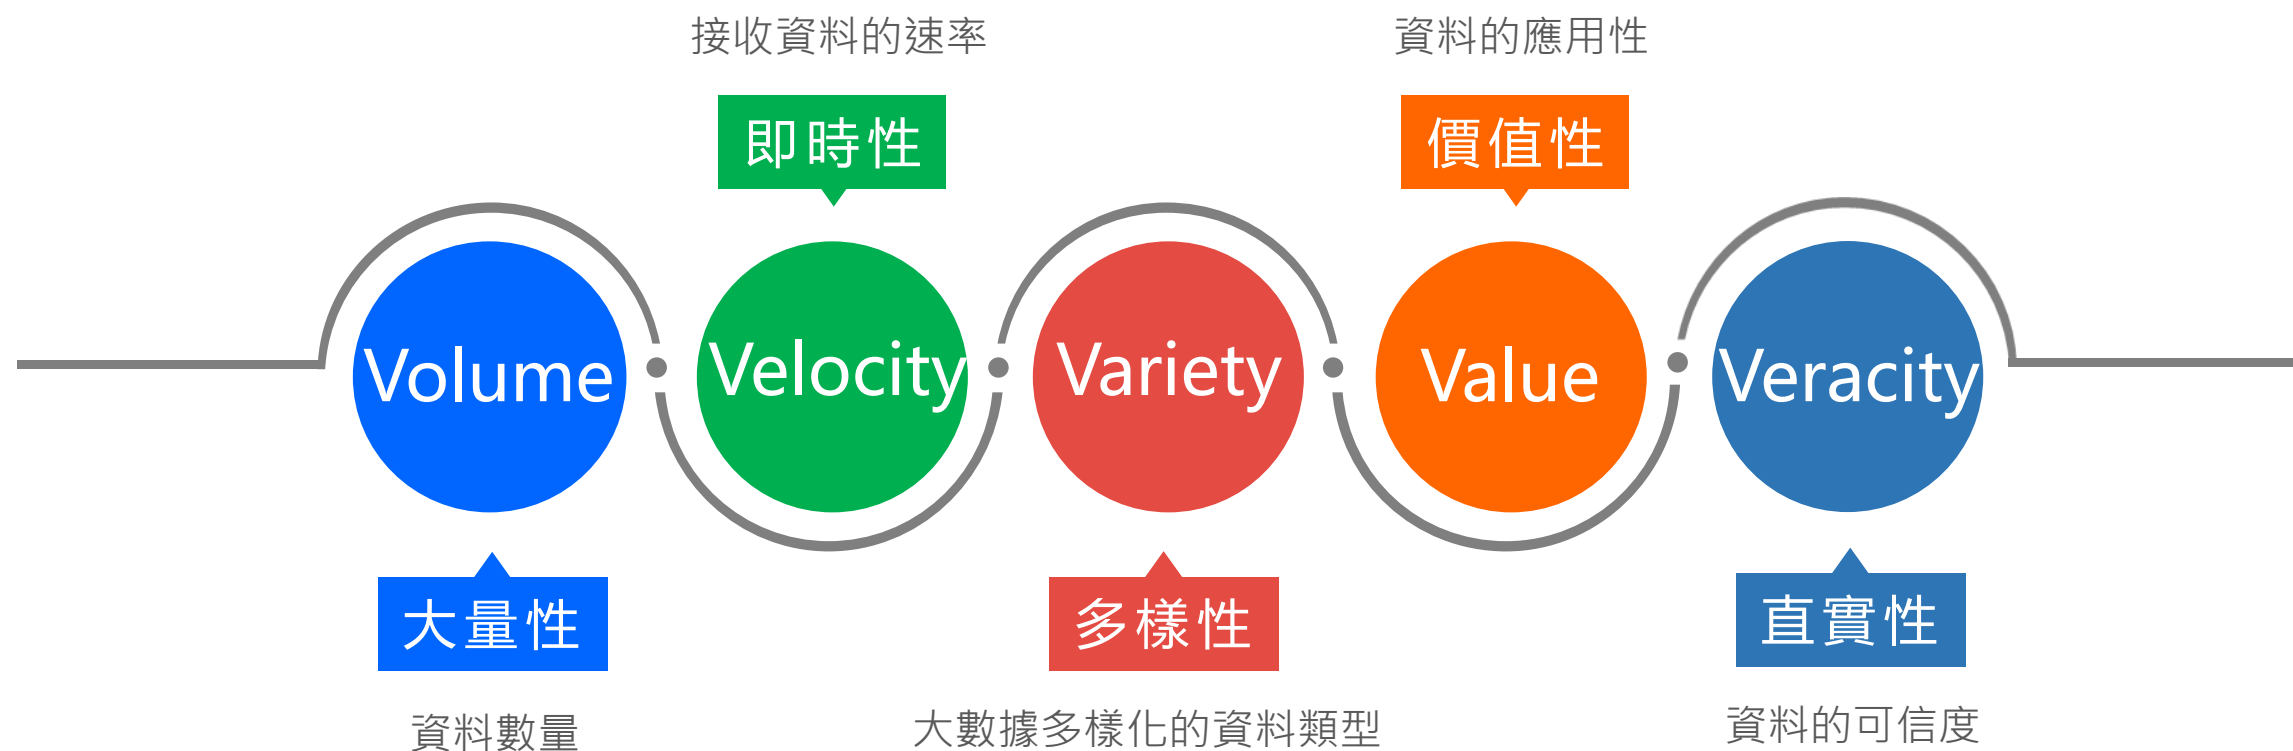 接收資料的速率
資料的應用性
即時性
價值性
Volume
Velocity
Variety
Value
Veracity
大量性
多樣性
直實性
資料數量
大數據多樣化的資料類型
資料的可信度